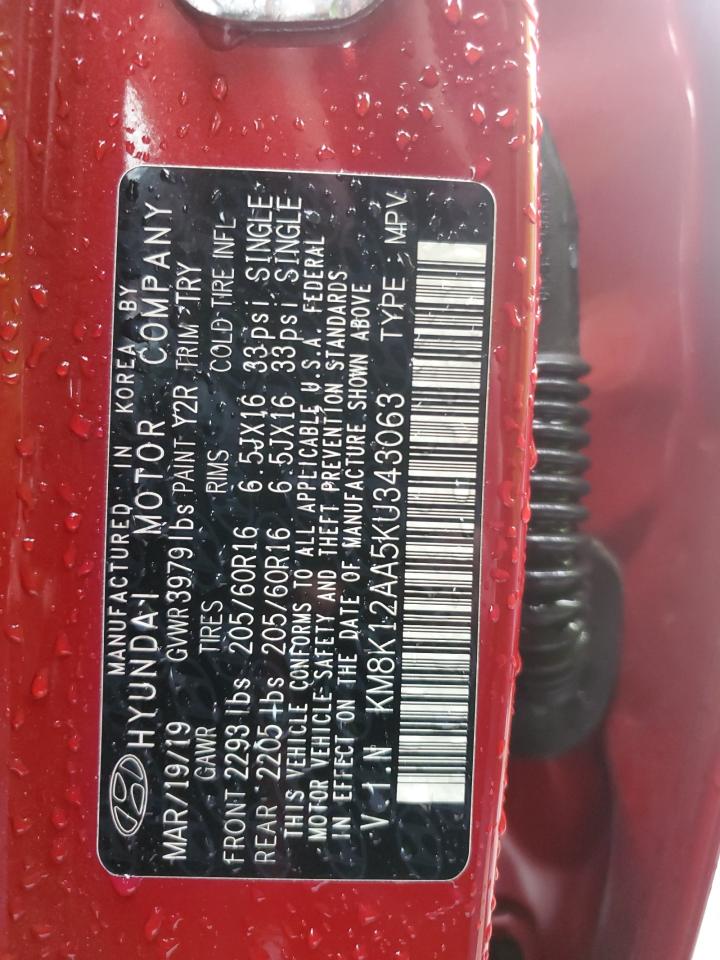 MANUFACTURED IN KOREA BY
HYUNDAI MOTOR COMPANY
MAR/19/19 GVWR 3979 lbs PAINT Y2R TRIM TRY
GAWR TIRES RIMS COLD TIRE INFL
FRONT 2293 lbs 205/60R16 6.5JX16 33psi SINGLE
REAR 2205 lbs 205/60R16 6.5JX16 33psi SINGLE
THIS VEHICLE CONFORMS TO ALL APPLICABLE U.S.A. FEDERAL
MOTOR VEHICLE SAFETY AND THEFT PREVENTION STANDARDS
IN EFFECT ON THE DATE OF MANUFACTURE SHOWN ABOVE
V.I.N KM8K12AA5KU343063 TYPE : MPV